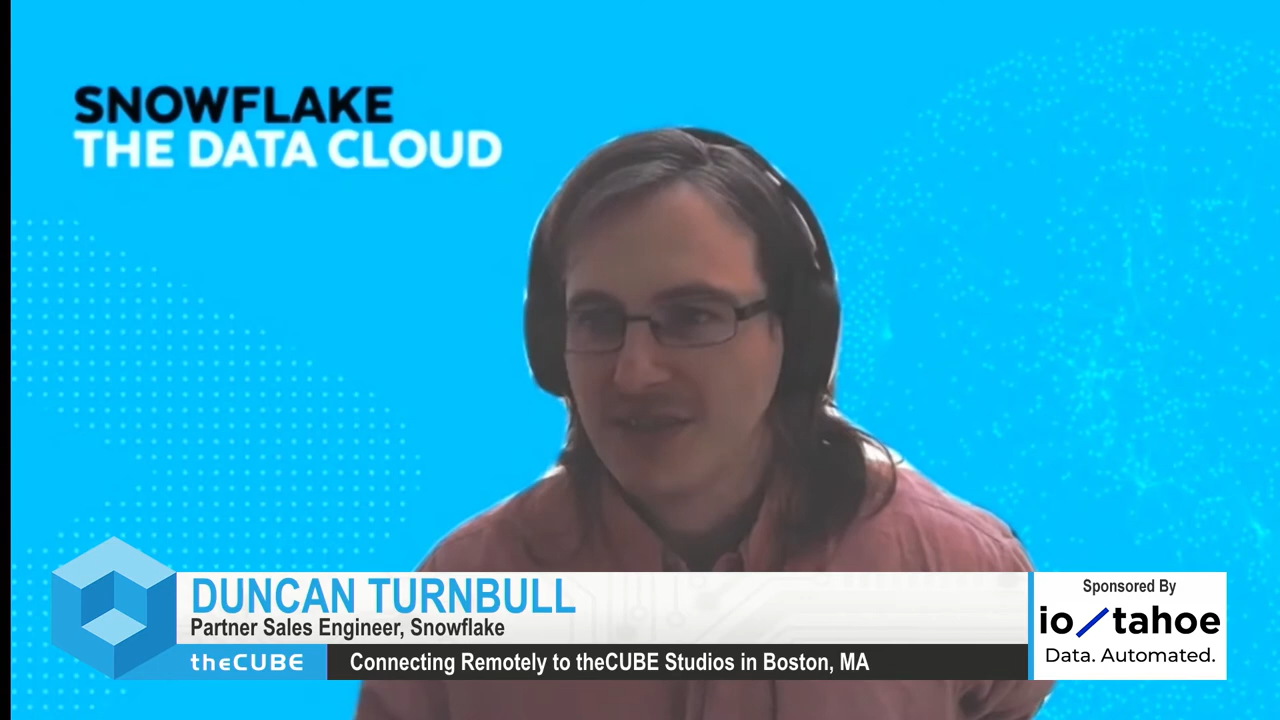 SNOWFLAKE
THE DATA CLOUD
DUNCAN TURNBULL
Partner Sales Engineer, Snowflake
theCUBE
Connecting Remotely to theCUBE Studios in Boston, MA
Sponsored By
io/tahoe
Data. Automated.